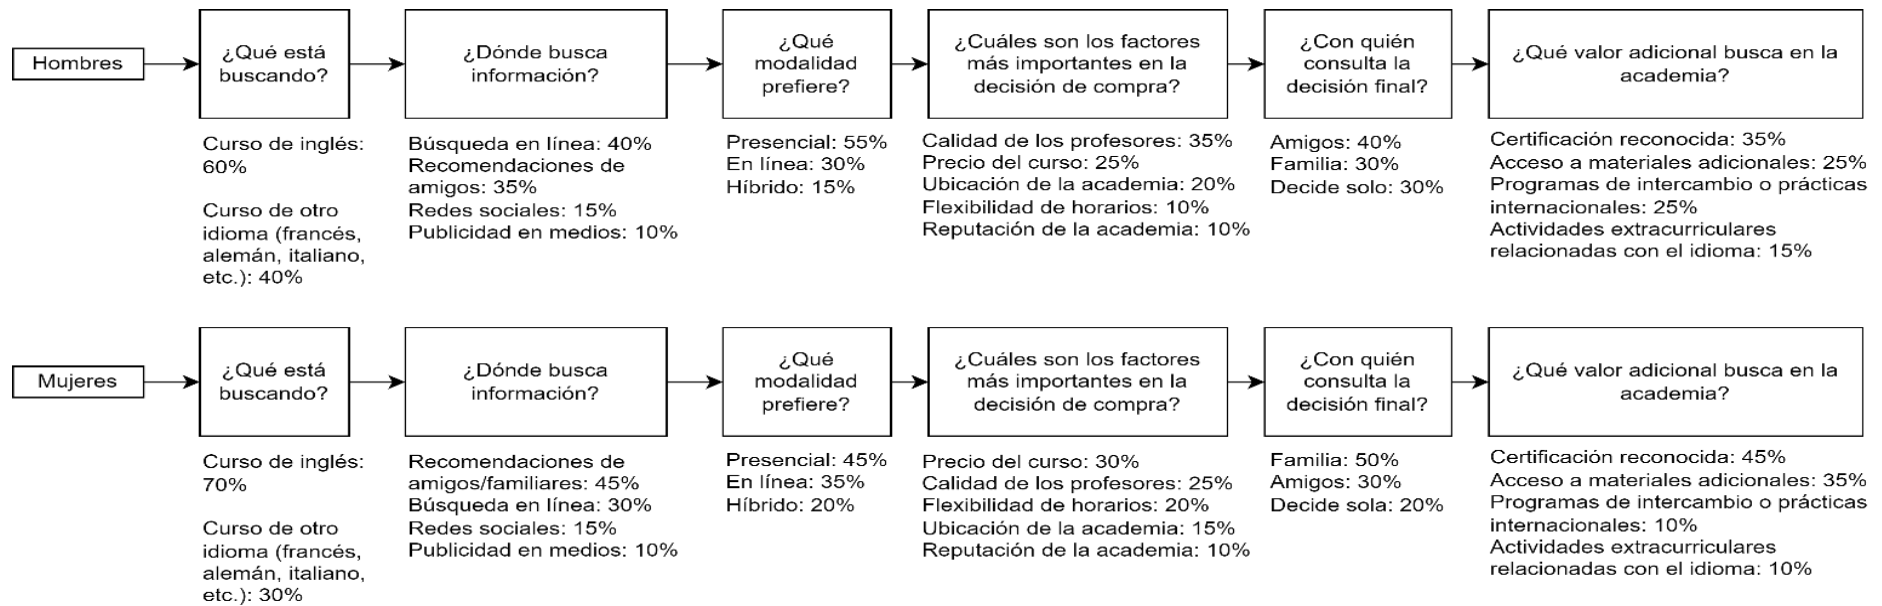 Hombres
¿Qué está
buscando?
¿Dónde busca
información?
¿Qué
modalidad
prefiere?
¿Cuáles son los factores
más importantes en la
decisión de compra?
¿Con quién
consulta la
decisión final?
¿Qué valor adicional busca en la
academia?
Curso de inglés:
60%
Curso de otro
idioma (francés,
alemán, italiano,
etc.): 40%
Búsqueda en línea: 40%
Recomendaciones de
amigos: 35%
Redes sociales: 15%
Publicidad en medios: 10%
Presencial: 55%
En línea: 30%
Híbrido: 15%
Calidad de los profesores: 35%
Precio del curso: 25%
Ubicación de la academia: 20%
Flexibilidad de horarios: 10%
Reputación de la academia: 10%
Amigos: 40%
Familia: 30%
Decide solo: 30%
Certificación reconocida: 35%
Acceso a materiales adicionales: 25%
Programas de intercambio o prácticas
internacionales: 25%
Actividades extracurriculares
relacionadas con el idioma: 15%
Mujeres
¿Qué está
buscando?
¿Dónde busca
información?
¿Qué
modalidad
prefiere?
¿Cuáles son los factores
más importantes en la
decisión de compra?
¿Con quién
consulta la
decisión final?
¿Qué valor adicional busca en la
academia?
Curso de inglés:
70%
Curso de otro
idioma (francés,
alemán, italiano,
etc.): 30%
Recomendaciones de
amigos/familiares: 45%
Búsqueda en línea: 30%
Redes sociales: 15%
Publicidad en medios: 10%
Presencial: 45%
En línea: 35%
Híbrido: 20%
Precio del curso: 30%
Calidad de los profesores: 25%
Flexibilidad de horarios: 20%
Ubicación de la academia: 15%
Reputación de la academia: 10%
Familia: 50%
Amigos: 30%
Decide sola: 20%
Certificación reconocida: 45%
Acceso a materiales adicionales: 35%
Programas de intercambio o prácticas
internacionales: 10%
Actividades extracurriculares
relacionadas con el idioma: 10%